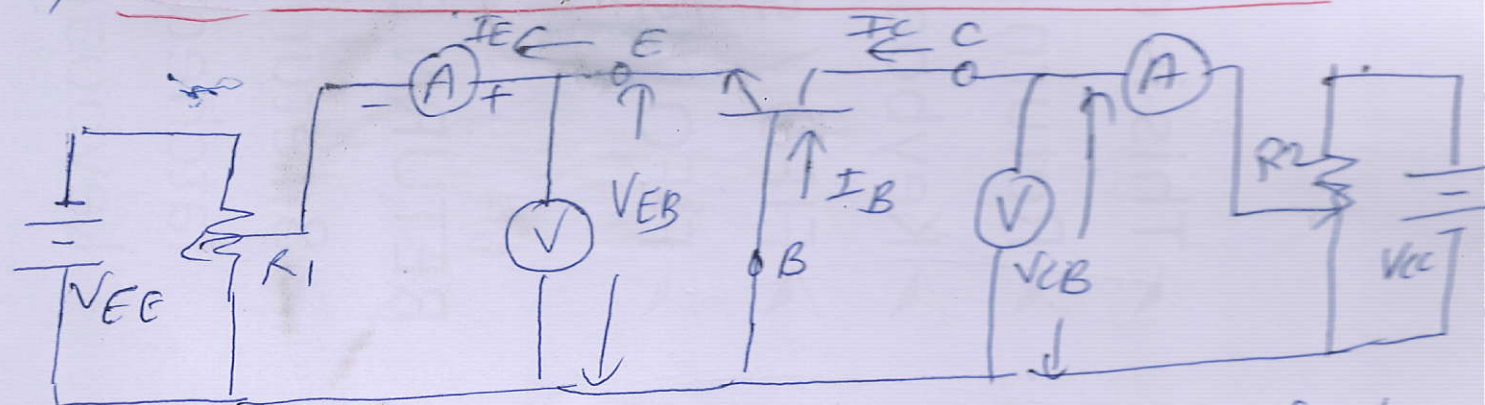 IE IC
E C
- A + A
R2
VEB IB
V V
B
R1 VCB VCC
VEE